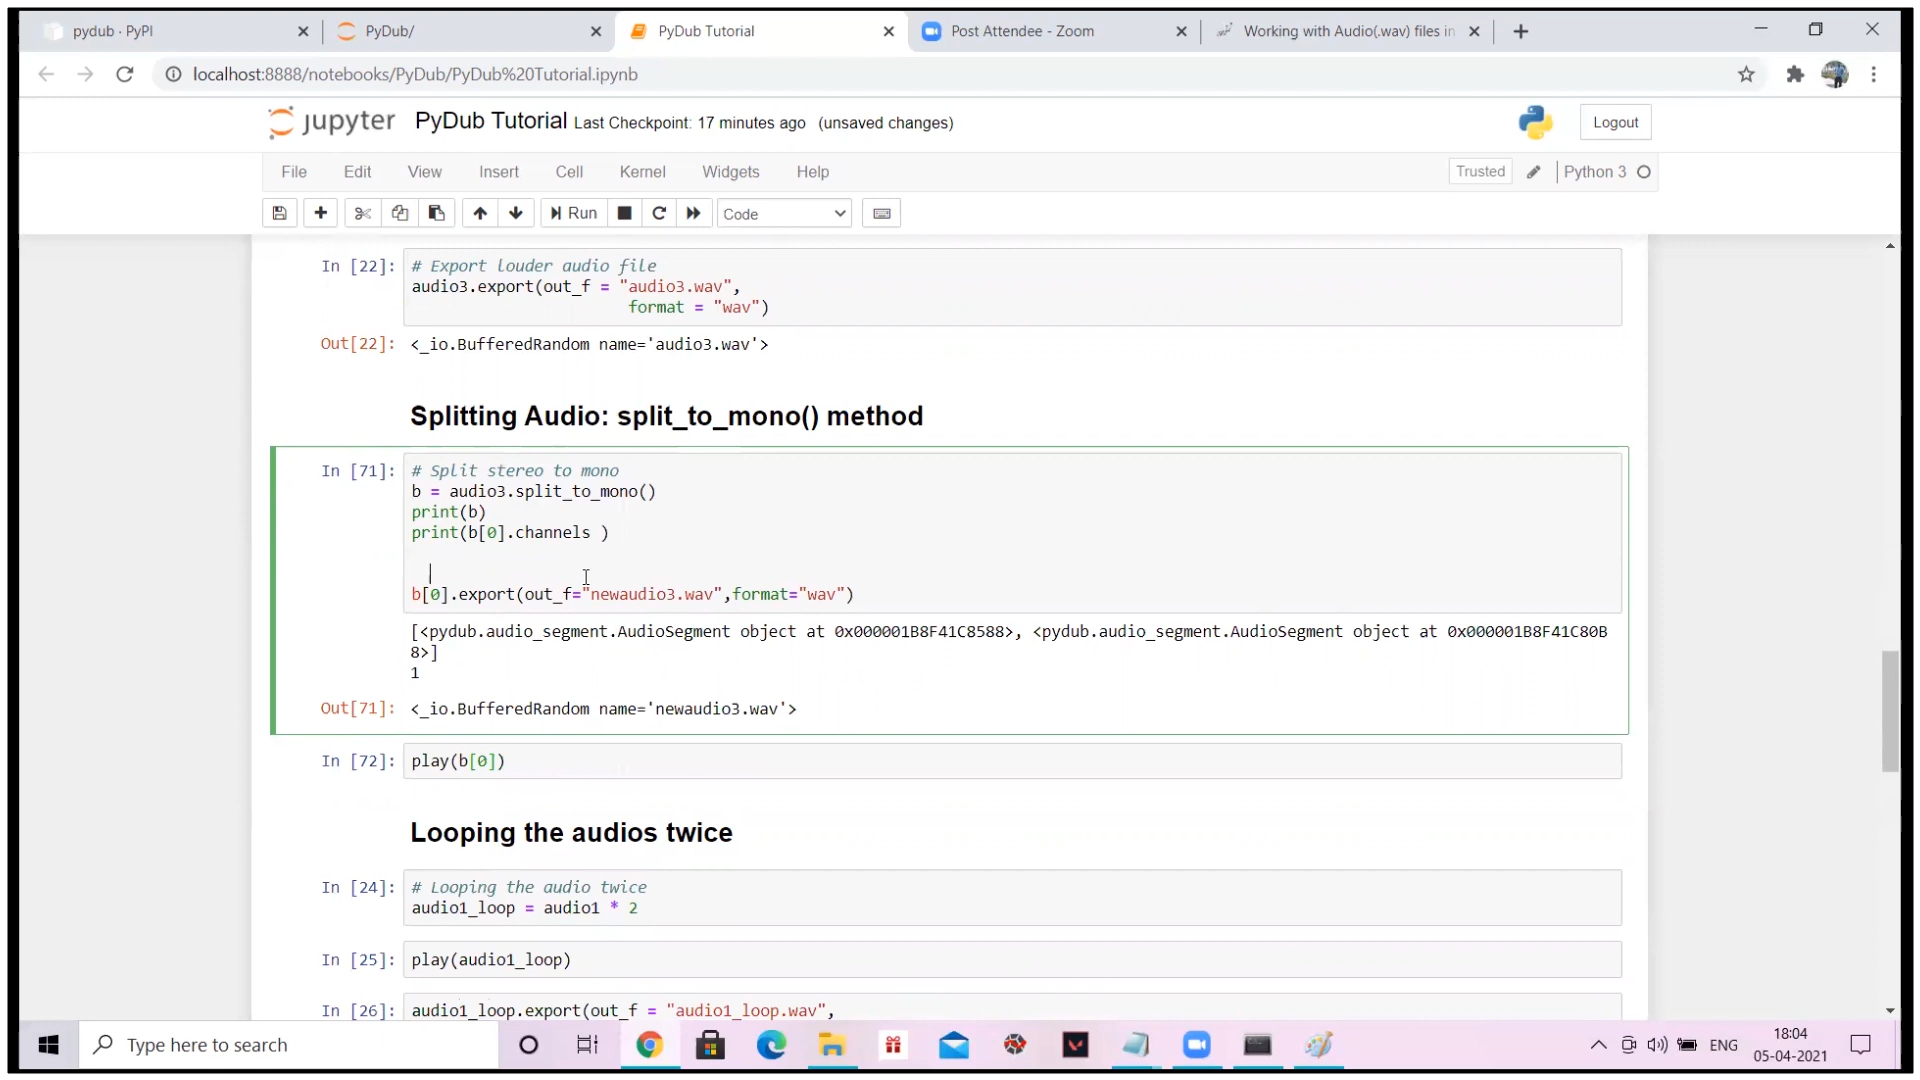 pydub · PyPI
PyDub/
PyDub Tutorial
Post Attendee - Zoom
Working with Audio(.wav) files in
localhost:8888/notebooks/PyDub/PyDub%20Tutorial.ipynb
jupyter PyDub Tutorial Last Checkpoint: 17 minutes ago (unsaved changes)
Logout
File Edit View Insert Cell Kernel Widgets Help
Trusted Python 3
Run Code
In [22]: # Export louder audio file
audio3.export(out_f = "audio3.wav",
format = "wav")
Out[22]: <_io.BufferedRandom name='audio3.wav'>
Splitting Audio: split_to_mono() method
In [71]: # Split stereo to mono
b = audio3.split_to_mono()
print(b)
print(b[0].channels )
b[0].export(out_f="newaudio3.wav",format="wav")
[<pydub.audio_segment.AudioSegment object at 0x000001B8F41C8588>, <pydub.audio_segment.AudioSegment object at 0x000001B8F41C80B
8>]
1
Out[71]: <_io.BufferedRandom name='newaudio3.wav'>
In [72]: play(b[0])
Looping the audios twice
In [24]: # Looping the audio twice
audio1_loop = audio1 * 2
In [25]: play(audio1_loop)
In [26]: audio1_loop.export(out_f = "audio1_loop.wav",
Type here to search
ENG
18:04
05-04-2021